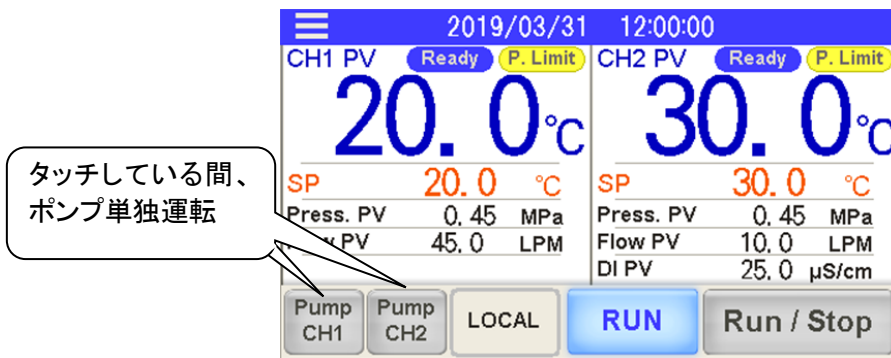 2019/03/31 12:00:00
CH1 PV Ready P. Limit
20.0℃
SP 20.0 ℃
Press. PV 0.45 MPa
PV 45.0 LPM
CH2 PV Ready P. Limit
30.0℃
SP 30.0 ℃
Press. PV 0.45 MPa
Flow PV 10.0 LPM
DI PV 25.0 μS/cm
タッチしている間、
ポンプ単独運転
Pump
CH1
Pump
CH2
LOCAL
RUN
Run / Stop